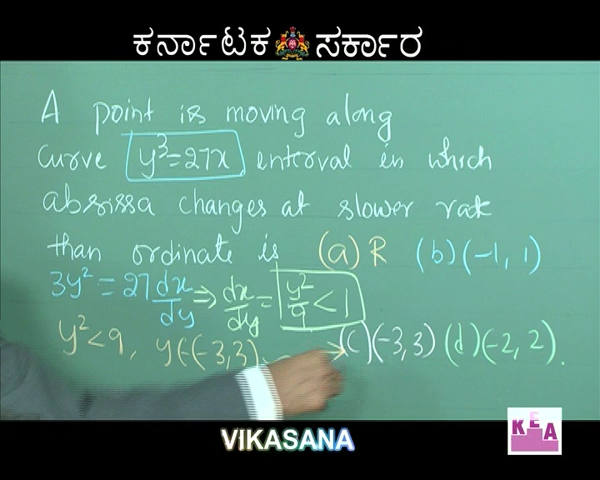 ಕರ್ನಾಟಕ ಸರ್ಕಾರ
A point is moving along
Curve y³=27x interval in which
absissa changes at slower rate
than ordinate is (a) R (b) (-1, 1)
3y² = 27 dx/dy ⇒ dx/dy = y²/9 < 1
y² < 9, y ∈ (-3, 3) (c) (-3, 3) (d) (-2, 2).
VIKASANA
KEA